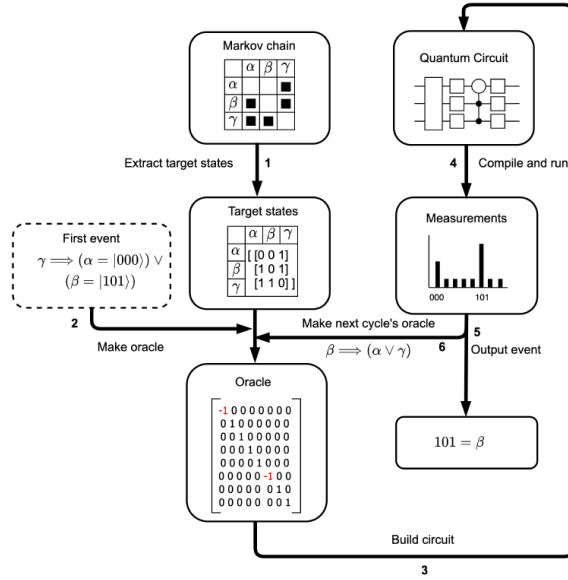 Markov chain
α β γ
α
β
γ
Extract target states
1
Target states
α β γ
α [ [0 0 1]
β [1 0 1]
γ [1 1 0] ]
First event
γ ⟹ (α = |000⟩) ∨
(β = |101⟩)
2
Make oracle
Oracle
-1 0 0 0 0 0 0 0
0 1 0 0 0 0 0 0
0 0 1 0 0 0 0 0
0 0 0 1 0 0 0 0
0 0 0 0 1 0 0 0
0 0 0 0 0 -1 0 0
0 0 0 0 0 0 1 0
0 0 0 0 0 0 0 1
Build circuit
3
Quantum Circuit
4
Compile and run
Measurements
000 101
Make next cycle's oracle
β ⟹ (α ∨ γ)
6
5
Output event
101 = β